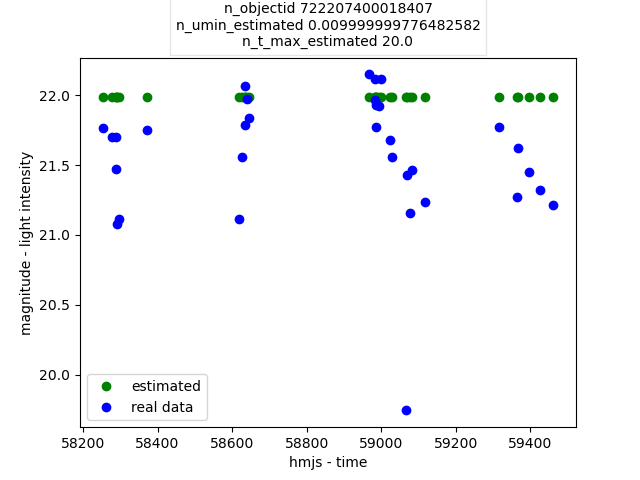 n_objectid 722207400018407
n_umin_estimated 0.009999999776482582
n_t_max_estimated 20.0
22.0
21.5
21.0
20.5
20.0
magnitude - light intensity
estimated
real data
58200 58400 58600 58800 59000 59200 59400
hmjs - time